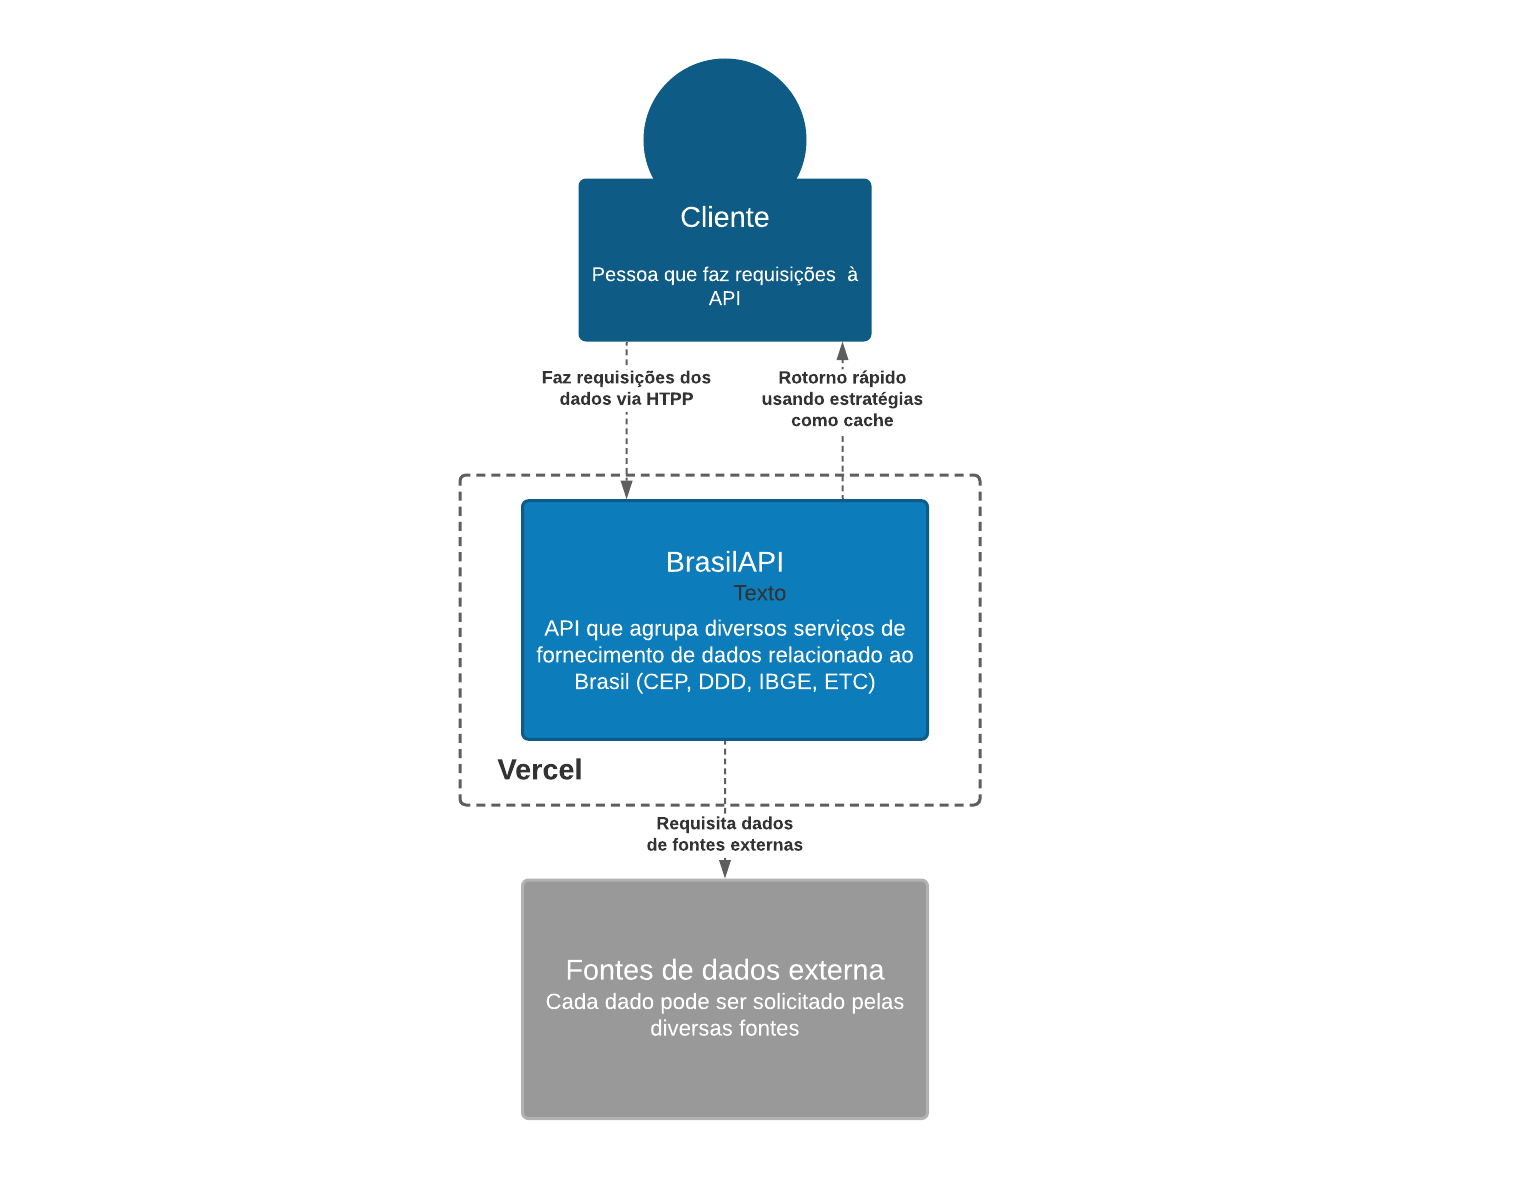 Cliente
Pessoa que faz requisições  à
API
Faz requisições dos
dados via HTPP
Rotorno rápido
usando estratégias
como cache
BrasilAPI
Texto
API que agrupa diversos serviços de
fornecimento de dados relacionado ao
Brasil (CEP, DDD, IBGE, ETC)
Vercel
Requisita dados
de fontes externas
Fontes de dados externa
Cada dado pode ser solicitado pelas
diversas fontes